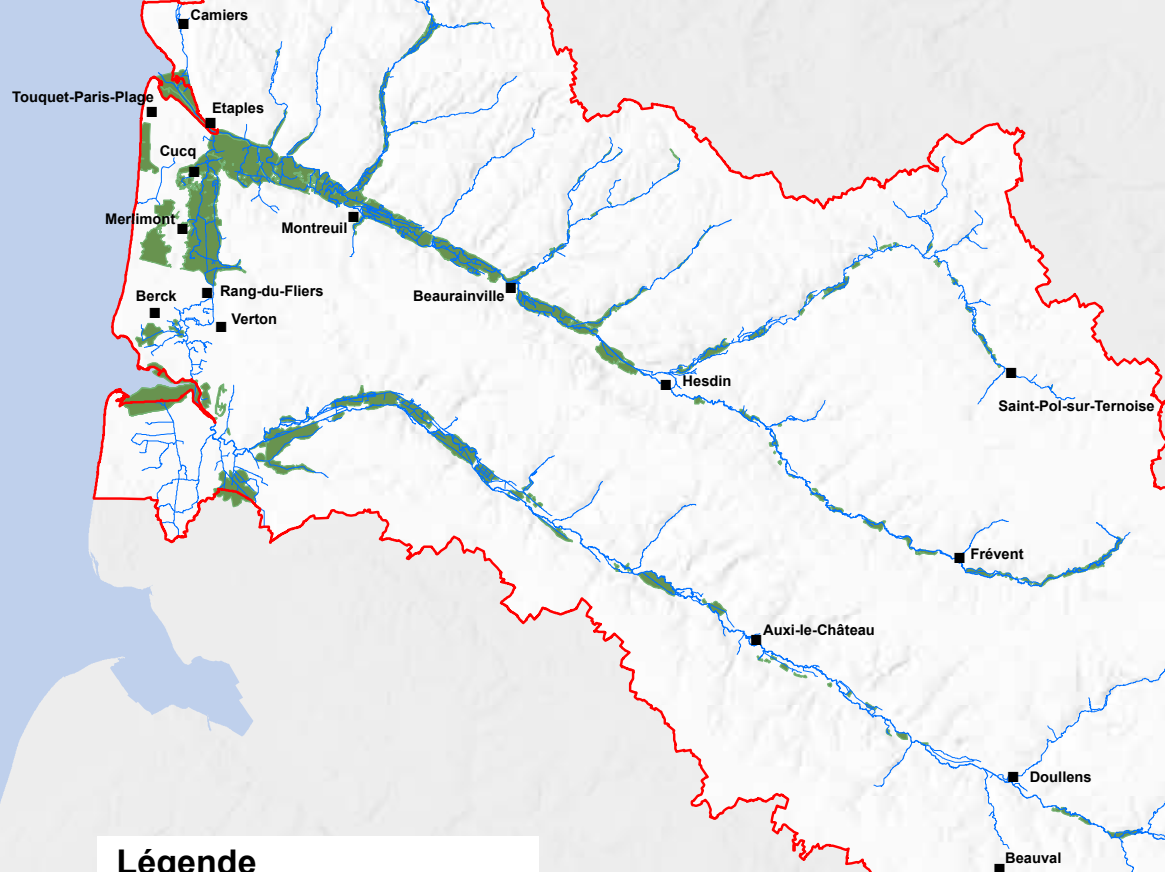 Camiers
Touquet-Paris-Plage
Etaples
Cucq
Merlimont
Montreuil
Beaurainville
Berck
Rang-du-Fliers
Verton
Hesdin
Saint-Pol-sur-Ternoise
Frévent
Auxi-le-Château
Doullens
Beauval
Légende